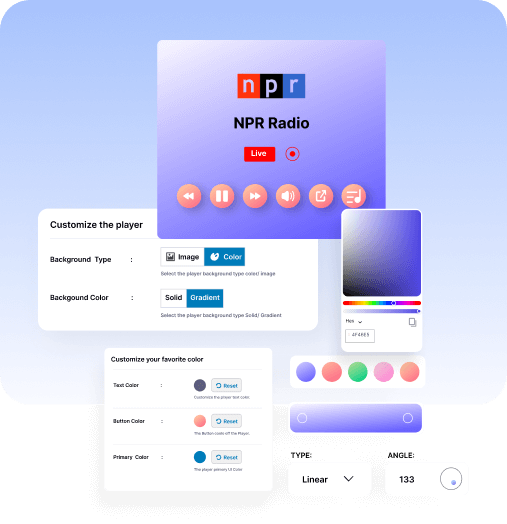 npr
NPR Radio
Live
Customize the player
Background Type :
Image
Color
Select the player background type color/ image
Backgound Color :
Solid
Gradient
Select the player background type Solid/ Gradient
Hex
4F46E5
Customize your favorite color
Text Color :
Reset
Customize the player text color
Button Color :
Reset
The Button color off the Player.
Primary Color :
Reset
The player primary UI Color
TYPE:
ANGLE:
Linear
133